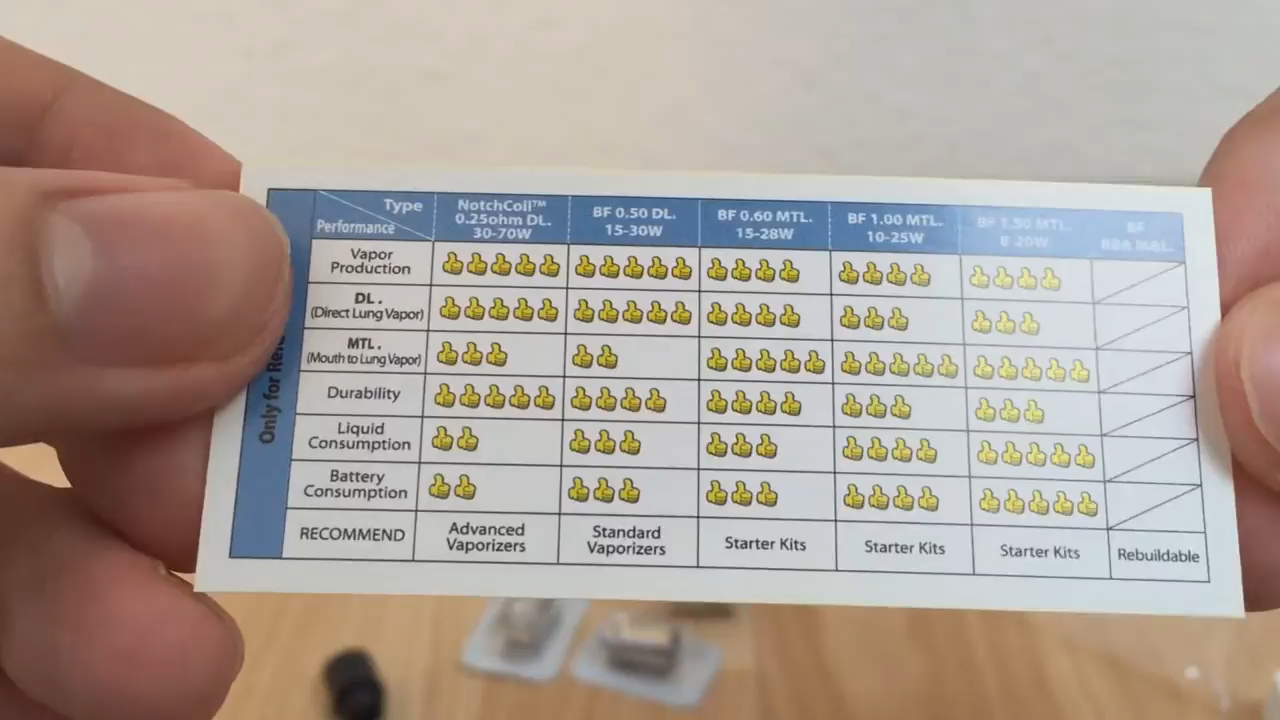 Type
Performance
NotchCoil™
0.25ohm DL.
30-70W
BF 0.50 DL.
15-30W
BF 0.60 MTL.
15-28W
BF 1.00 MTL.
10-25W
BF 1.50 MTL.
8-20W
BF
Vapor
Production
DL.
(Direct Lung Vapor)
MTL.
(Mouth to Lung Vapor)
Durability
Liquid
Consumption
Battery
Consumption
RECOMMEND
Advanced
Vaporizers
Standard
Vaporizers
Starter Kits
Starter Kits
Starter Kits
Rebuildable
Only for